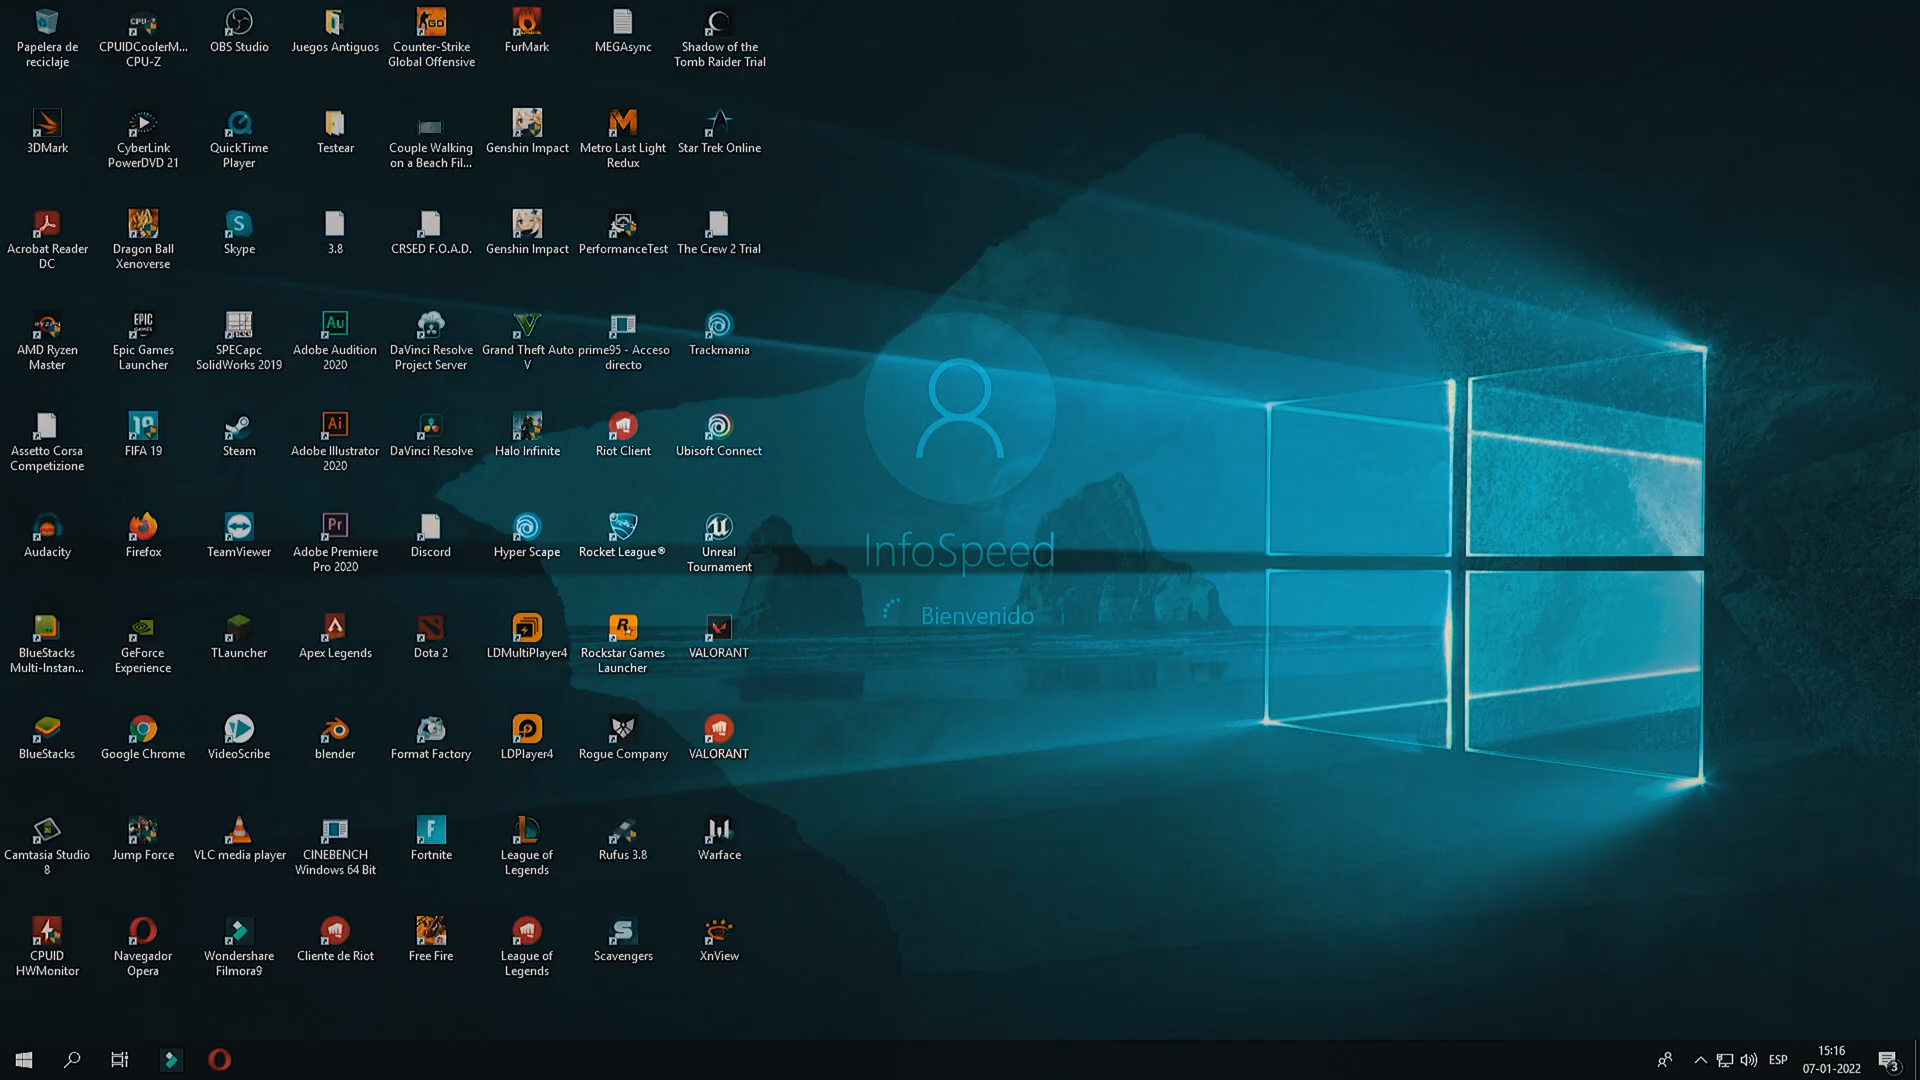 Papelera de
reciclaje
CPUIDCoolerM...
CPU-Z
OBS Studio
Juegos Antiguos
Counter-Strike
Global Offensive
FurMark
MEGAsync
Shadow of the
Tomb Raider Trial
3DMark
CyberLink
PowerDVD 21
QuickTime
Player
Testear
Couple Walking
on a Beach Fil...
Genshin Impact
Metro Last Light
Redux
Star Trek Online
Acrobat Reader
DC
Dragon Ball
Xenoverse
Skype
3.8
CRSED F.O.A.D.
Genshin Impact
PerformanceTest
The Crew 2 Trial
AMD Ryzen
Master
Epic Games
Launcher
SPECapc
SolidWorks 2019
Adobe Audition
2020
DaVinci Resolve
Project Server
Grand Theft Auto
V
prime95 - Acceso
directo
Trackmania
Assetto Corsa
Competizione
FIFA 19
Steam
Adobe Illustrator
2020
DaVinci Resolve
Halo Infinite
Riot Client
Ubisoft Connect
Audacity
Firefox
TeamViewer
Adobe Premiere
Pro 2020
Discord
Hyper Scape
Rocket League®
Unreal
Tournament
InfoSpeed
Bienvenido
BlueStacks
Multi-Instan...
GeForce
Experience
TLauncher
Apex Legends
Dota 2
LDMultiPlayer4
Rockstar Games
Launcher
VALORANT
BlueStacks
Google Chrome
VideoScribe
blender
Format Factory
LDPlayer4
Rogue Company
VALORANT
Camtasia Studio
8
Jump Force
VLC media player
CINEBENCH
Windows 64 Bit
Fortnite
League of
Legends
Rufus 3.8
Warface
CPUID
HWMonitor
Navegador
Opera
Wondershare
Filmora9
Cliente de Riot
Free Fire
League of
Legends
Scavengers
XnView
ESP
15:16
07-01-2022
3